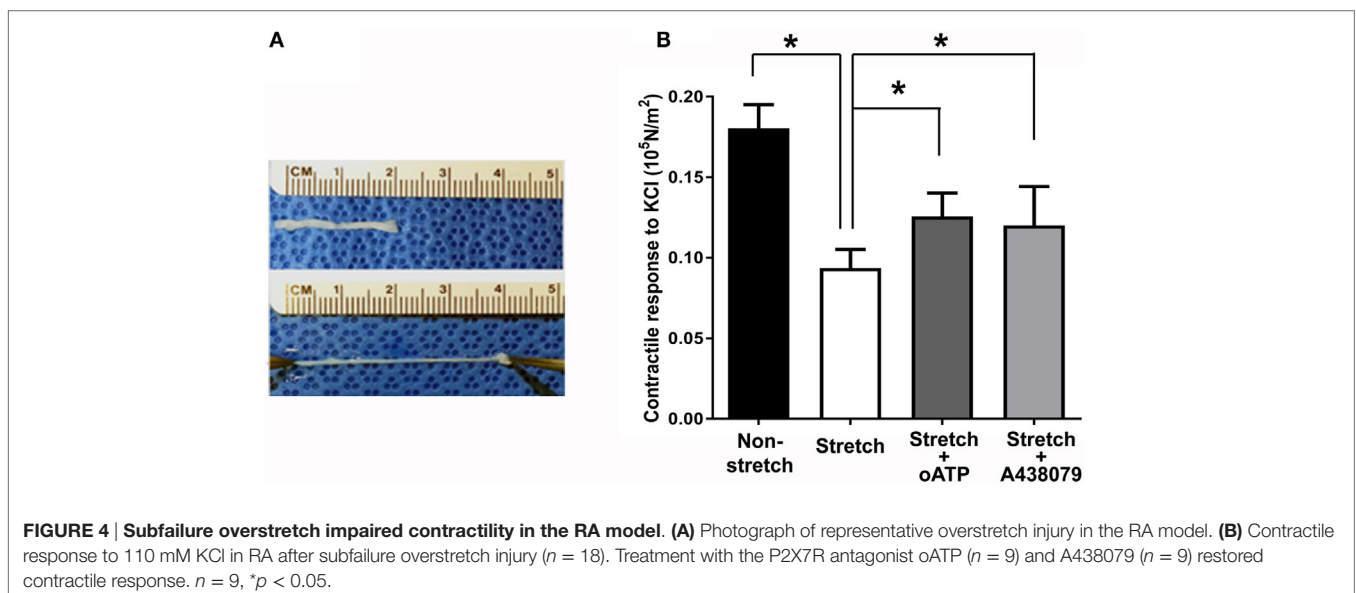 A
B
CM 1 2 3 4 5
CM 1 2 3 4 5
* *
*
Contractile response to KCl (10⁵N/m²)
0.20
0.15
0.10
0.05
0.00
Non-
stretch
Stretch
Stretch
+
oATP
Stretch
+
A438079
FIGURE 4 | Subfailure overstretch impaired contractility in the RA model. (A) Photograph of representative overstretch injury in the RA model. (B) Contractile
response to 110 mM KCl in RA after subfailure overstretch injury (n = 18). Treatment with the P2X7R antagonist oATP (n = 9) and A438079 (n = 9) restored
contractile response. n = 9, *p < 0.05.